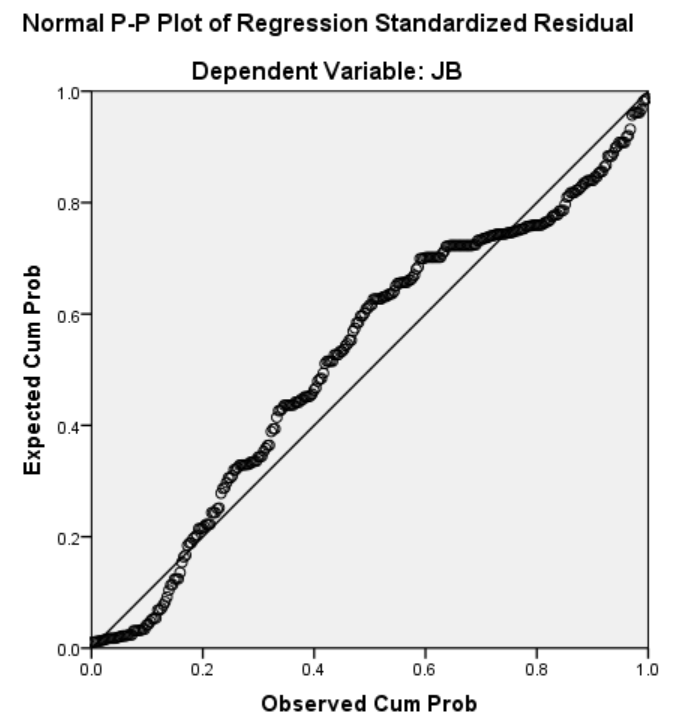 Normal P-P Plot of Regression Standardized Residual
Dependent Variable: JB
1.0
0.8
0.6
0.4
0.2
0.0
Expected Cum Prob
0.0 0.2 0.4 0.6 0.8 1.0
Observed Cum Prob